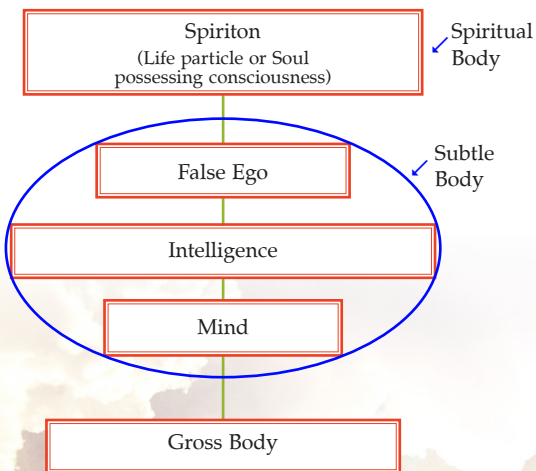 Spiriton
(Life particle or Soul
possessing consciousness)
Spiritual
Body
False Ego
Subtle
Body
Intelligence
Mind
Gross Body